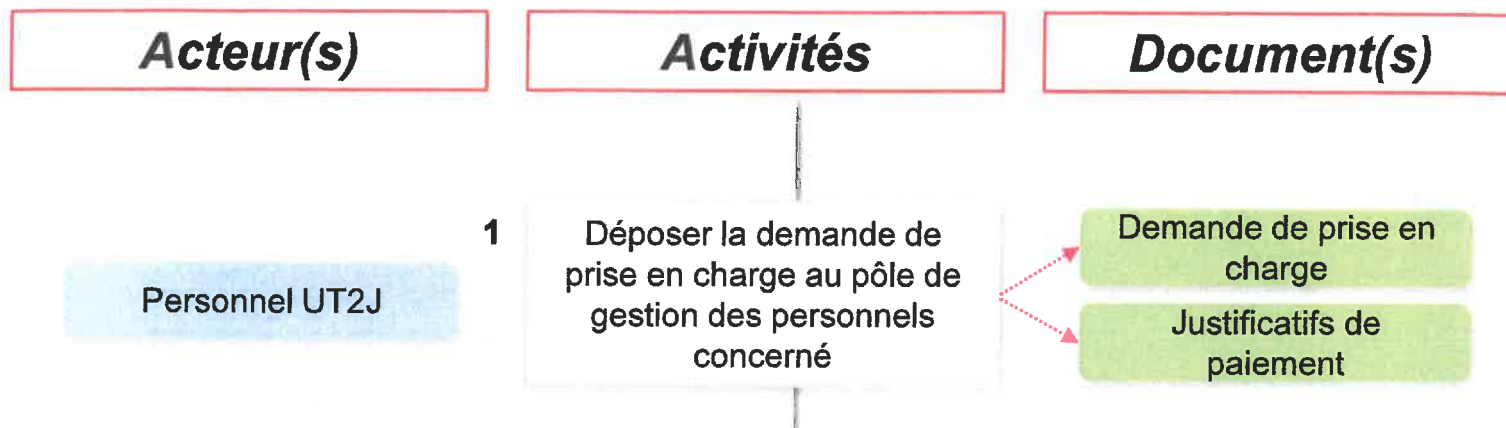 Acteur(s)
Activités
Document(s)
1
Personnel UT2J
Déposer la demande de
prise en charge au pôle de
gestion des personnels
concerné
Demande de prise en
charge
Justificatifs de
paiement